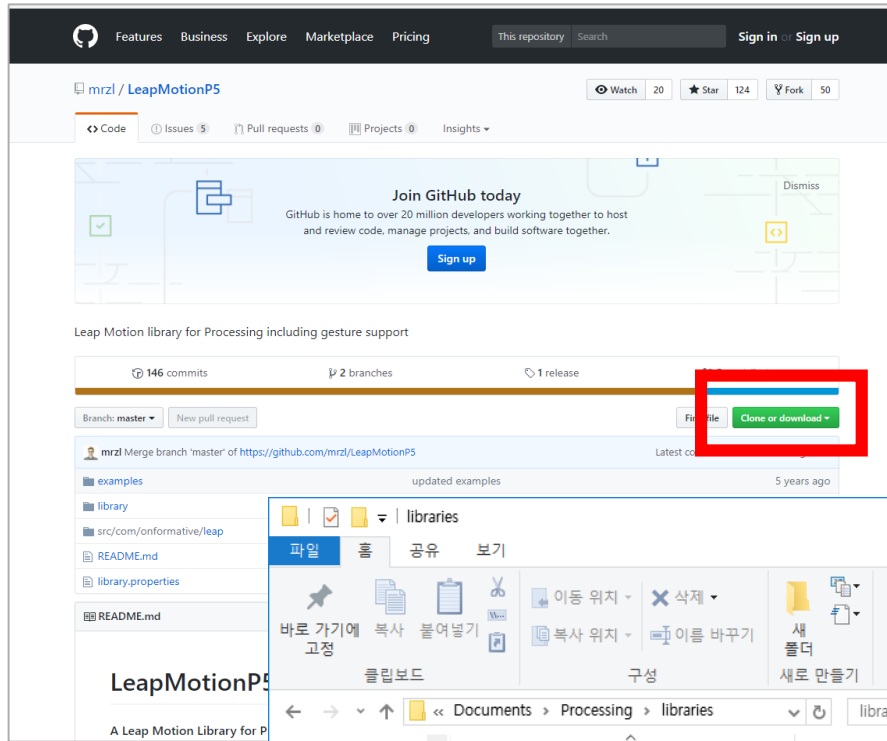 Features Business Explore Marketplace Pricing This repository Search Sign in or Sign up
mrzl / LeapMotionP5 Watch 20 Star 124 Fork 50
Code Issues 5 Pull requests 0 Projects 0 Insights
Join GitHub today
Dismiss
GitHub is home to over 20 million developers working together to host
and review code, manage projects, and build software together.
Sign up
Leap Motion library for Processing including gesture support
146 commits 2 branches 1 release
Branch: master New pull request file Clone or download
mrzl Merge branch 'master' of https://github.com/mrzl/LeapMotionP5 Latest
examples updated examples 5 years ago
library
src/com/onformative/leap
README.md
library.properties
README.md
LeapMotionP5
A Leap Motion Library for P
libraries
파일 홈 공유 보기
바로 가기에 고정
복사
붙여넣기
이동 위치
복사 위치
삭제
이름 바꾸기
새 폴더
클립보드 구성 새로 만들기
« Documents > Processing > libraries libra